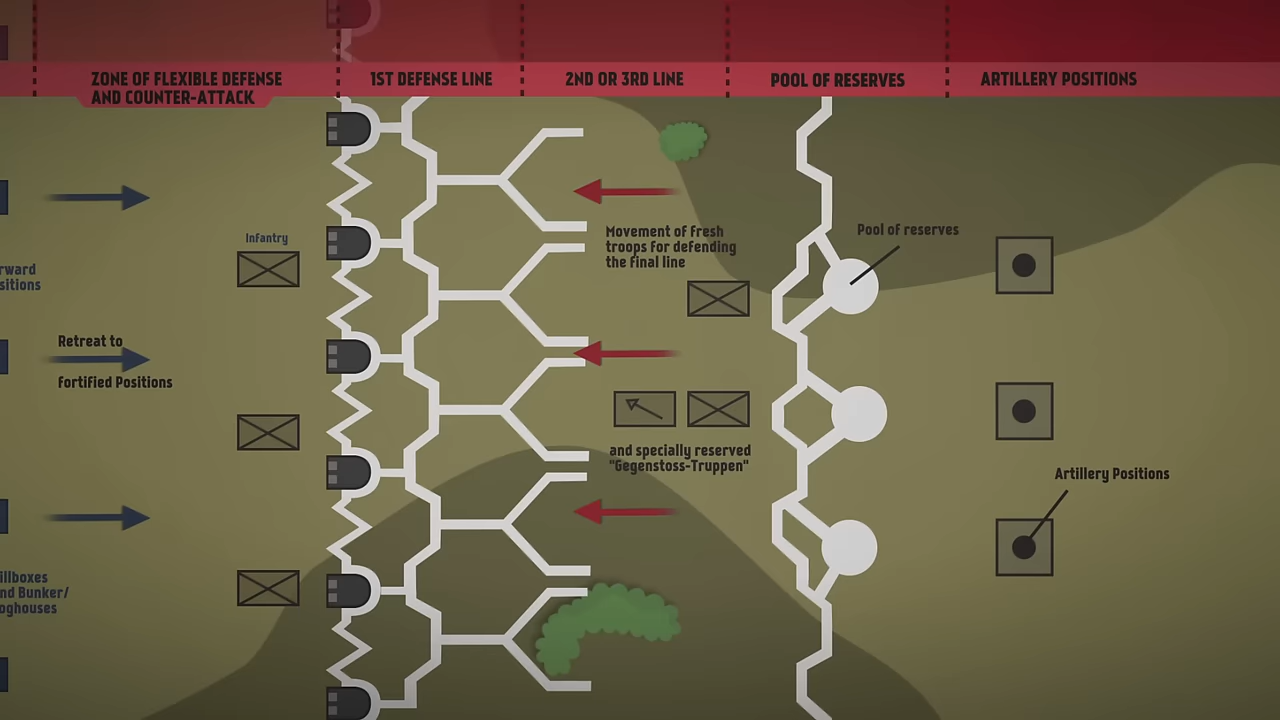 ZONE OF FLEXIBLE DEFENSE
AND COUNTER-ATTACK
1ST DEFENSE LINE
2ND OR 3RD LINE
POOL OF RESERVES
ARTILLERY POSITIONS
Infantry
Movement of fresh
troops for defending
the final line
Pool of reserves
Retreat to
fortified Positions
and specially reserved
"Gegenstoss-Truppen"
Artillery Positions